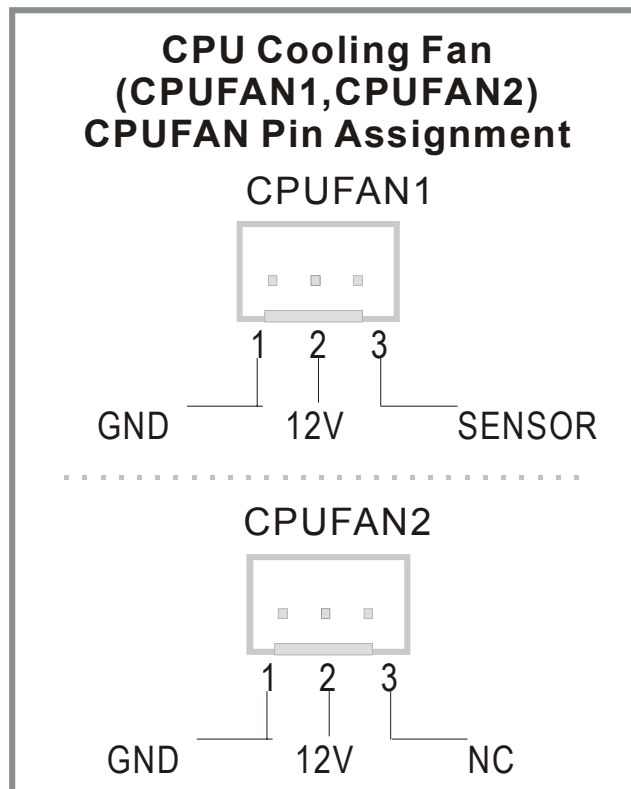 CPU Cooling Fan
(CPUFAN1,CPUFAN2)
CPUFAN Pin Assignment
CPUFAN1
1 2 3
GND 12V SENSOR
CPUFAN2
1 2 3
GND 12V NC